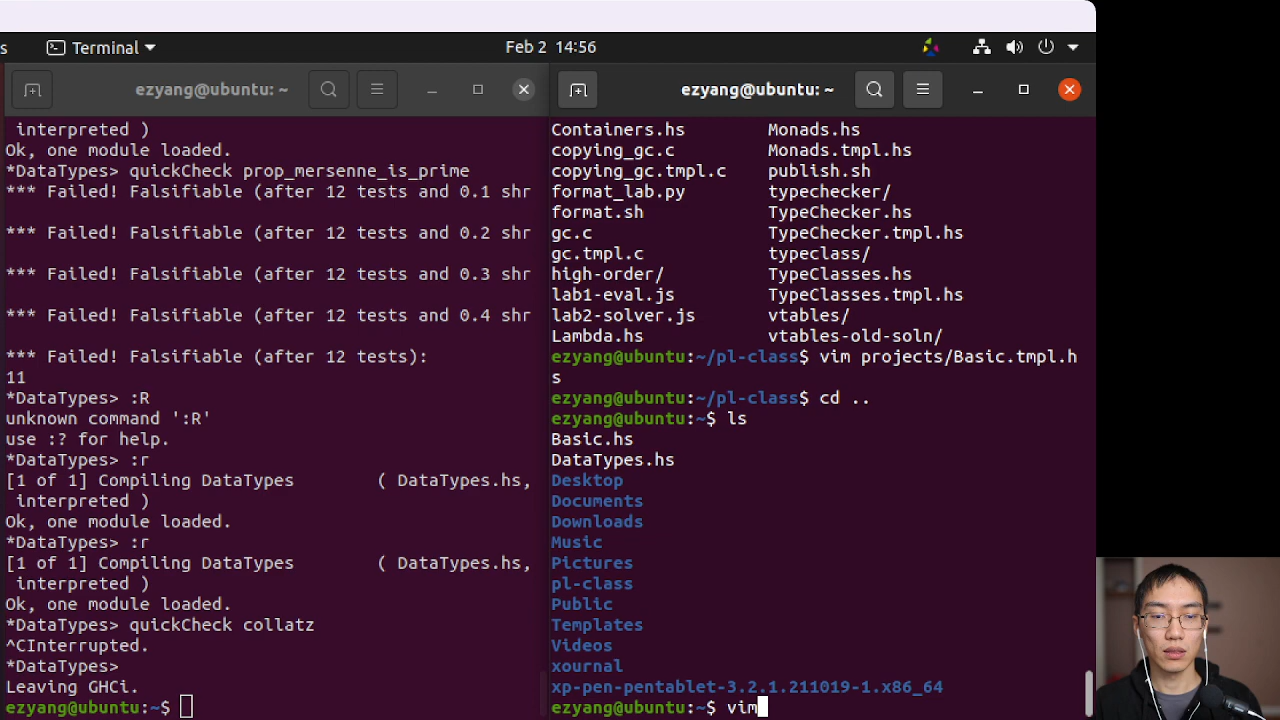 s Terminal Feb 2 14:56
ezyang@ubuntu: ~
interpreted )
Ok, one module loaded.
*DataTypes> quickCheck prop_mersenne_is_prime
*** Failed! Falsifiable (after 12 tests and 0.1 shr
*** Failed! Falsifiable (after 12 tests and 0.2 shr
*** Failed! Falsifiable (after 12 tests and 0.3 shr
*** Failed! Falsifiable (after 12 tests and 0.4 shr
*** Failed! Falsifiable (after 12 tests):
11
*DataTypes> :R
unknown command ':R'
use :? for help.
*DataTypes> :r
[1 of 1] Compiling DataTypes ( DataTypes.hs,
interpreted )
Ok, one module loaded.
*DataTypes> :r
[1 of 1] Compiling DataTypes ( DataTypes.hs,
interpreted )
Ok, one module loaded.
*DataTypes> quickCheck collatz
^CInterrupted.
*DataTypes>
Leaving GHCi.
ezyang@ubuntu:~$
ezyang@ubuntu: ~
Containers.hs Monads.hs
copying_gc.c Monads.tmpl.hs
copying_gc.tmpl.c publish.sh
format_lab.py typechecker/
format.sh TypeChecker.hs
gc.c TypeChecker.tmpl.hs
gc.tmpl.c typeclass/
high-order/ TypeClasses.hs
lab1-eval.js TypeClasses.tmpl.hs
lab2-solver.js vtables/
Lambda.hs vtables-old-soln/
ezyang@ubuntu:~/pl-class$ vim projects/Basic.tmpl.h
s
ezyang@ubuntu:~/pl-class$ cd ..
ezyang@ubuntu:~$ ls
Basic.hs
DataTypes.hs
Desktop
Documents
Downloads
Music
Pictures
pl-class
Public
Templates
Videos
xournal
xp-pen-pentablet-3.2.1.211019-1.x86_64
ezyang@ubuntu:~$ vim